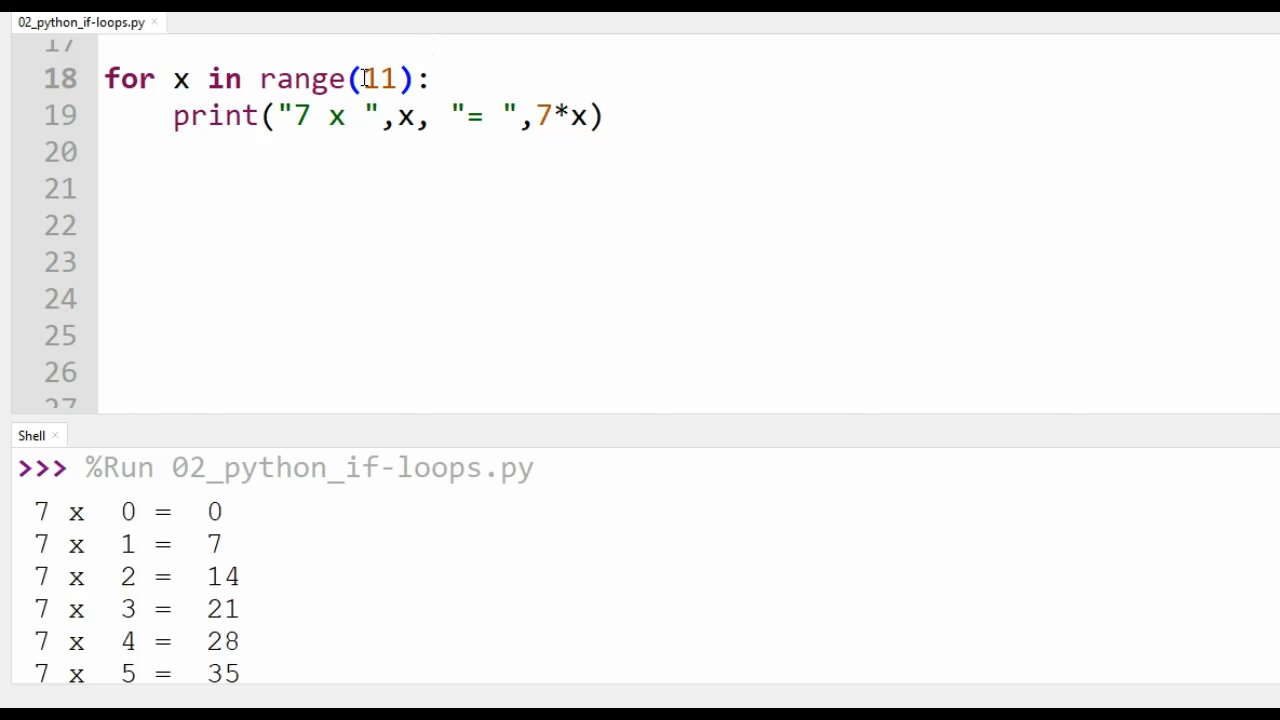 02_python_if-loops.py ×
17
18 for x in range(11):
19 print("7 x ",x, "= ",7*x)
20
21
22
23
24
25
26
27
Shell ×
>>> %Run 02_python_if-loops.py
7 x 0 = 0
7 x 1 = 7
7 x 2 = 14
7 x 3 = 21
7 x 4 = 28
7 x 5 = 35